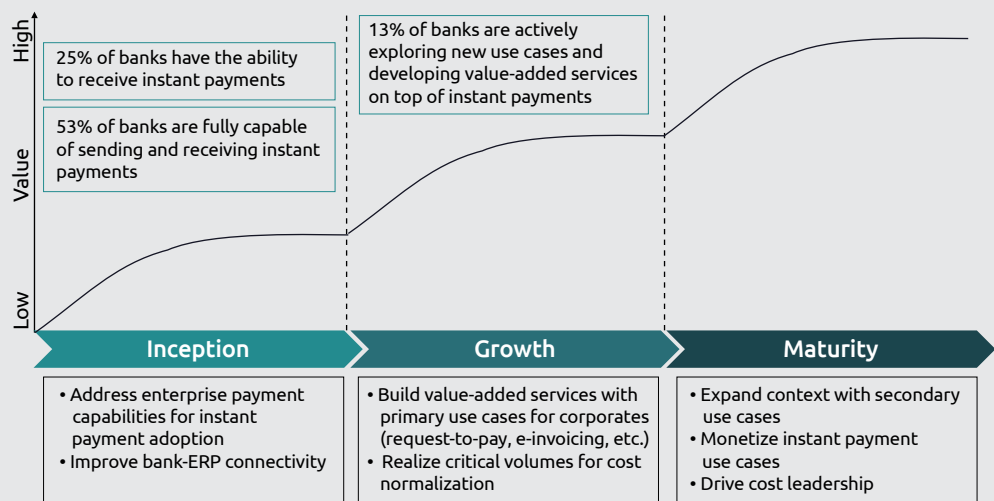 High
Value
Low
25% of banks have the ability
to receive instant payments
53% of banks are fully capable
of sending and receiving instant
payments
13% of banks are actively
exploring new use cases and
developing value-added services
on top of instant payments
Inception
Growth
Maturity
• Address enterprise payment
capabilities for instant
payment adoption
• Improve bank-ERP connectivity
• Build value-added services with
primary use cases for corporates
(request-to-pay, e-invoicing, etc.)
• Realize critical volumes for cost
normalization
• Expand context with secondary
use cases
• Monetize instant payment
use cases
• Drive cost leadership